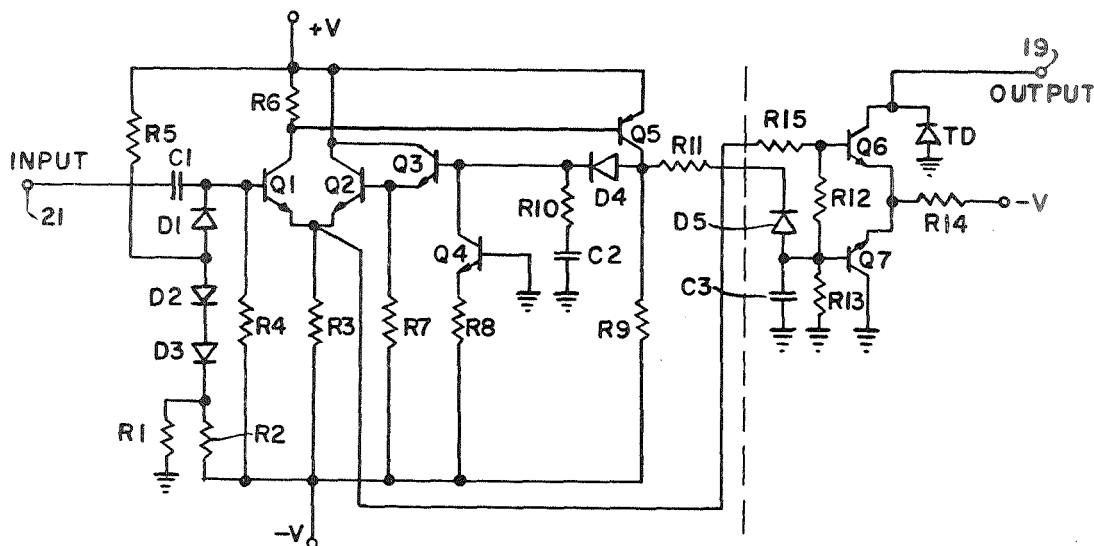 +V
19
OUTPUT
R6
R5
Q5
R11
R15
Q6
TD
INPUT
C1
Q1
Q2
Q3
D4
R12
-V
21
D1
R10
D5
R14
Q4
C2
Q7
D2
C3
R13
R4
R3
R7
R8
R9
D3
R1
R2
-V